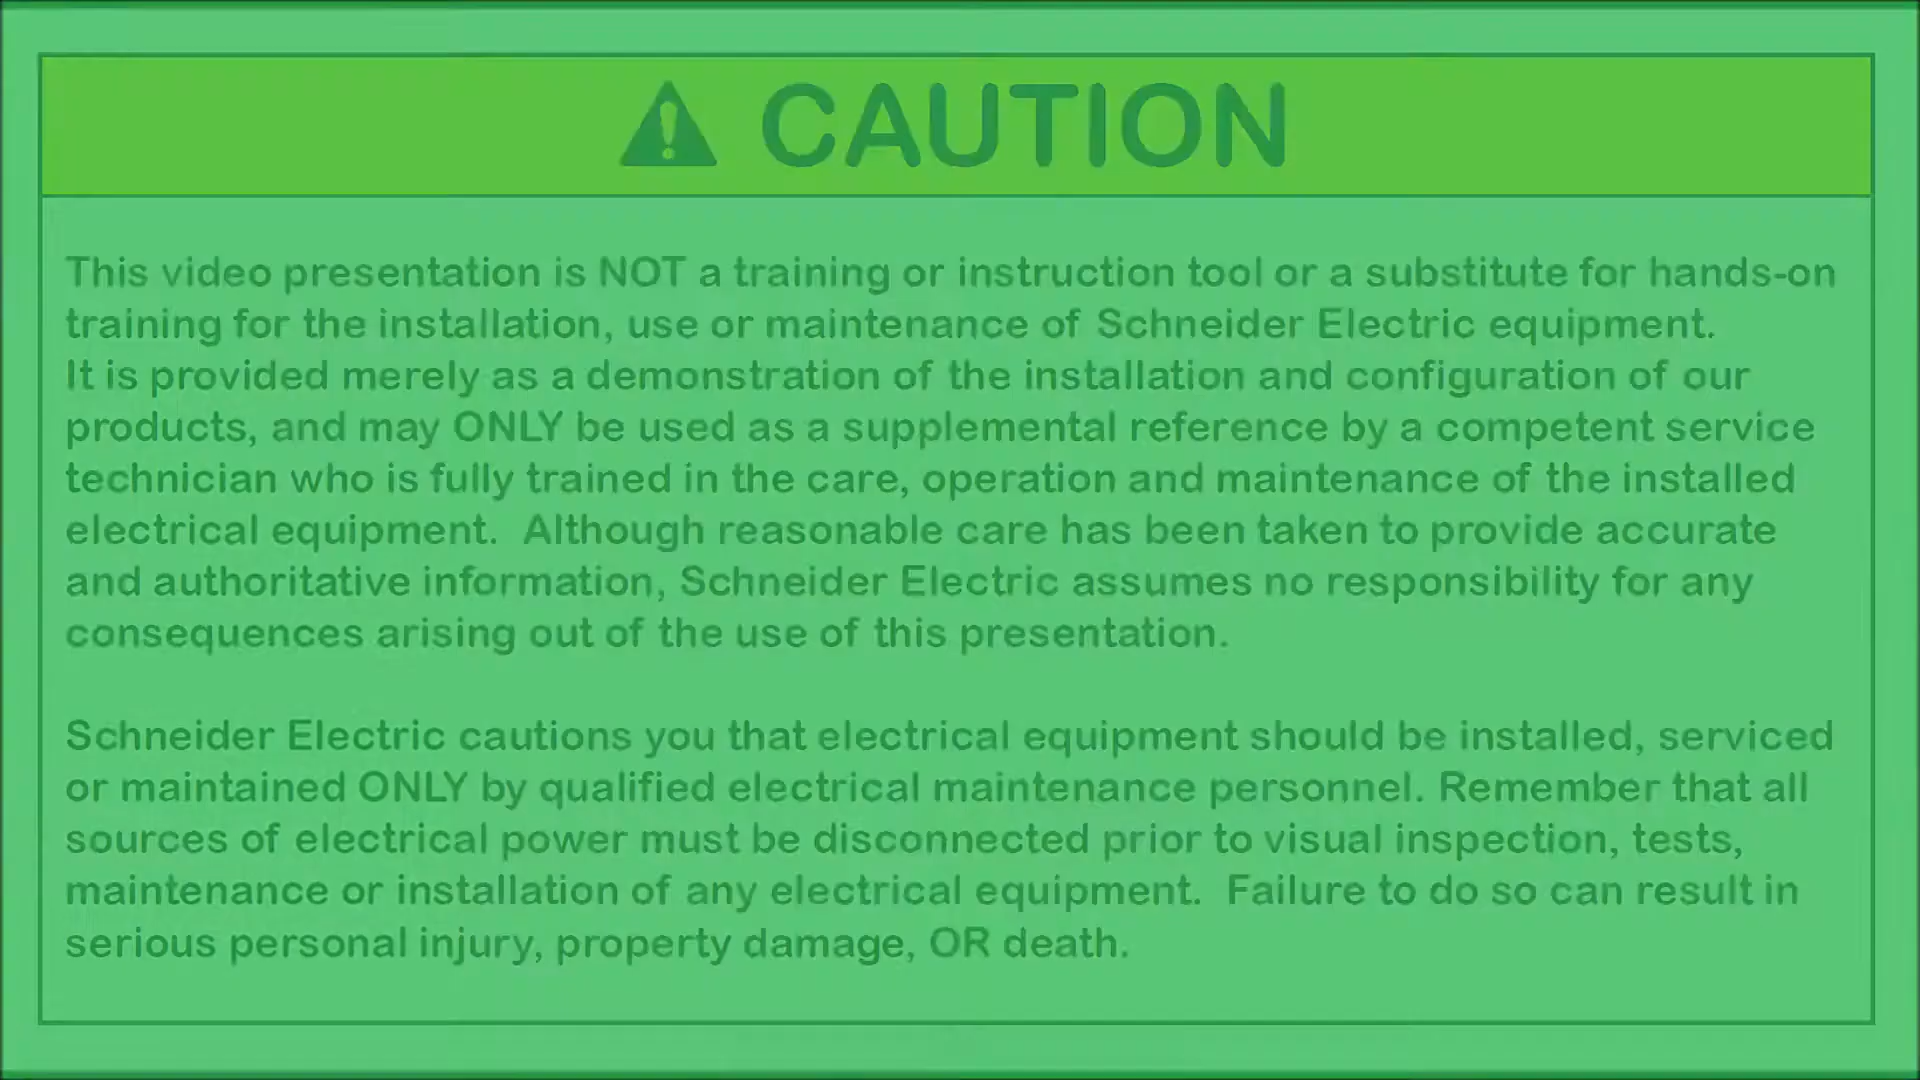 CAUTION
This video presentation is NOT a training or instruction tool or a substitute for hands-on
training for the installation, use or maintenance of Schneider Electric equipment.
It is provided merely as a demonstration of the installation and configuration of our
products, and may ONLY be used as a supplemental reference by a competent service
technician who is fully trained in the care, operation and maintenance of the installed
electrical equipment.  Although reasonable care has been taken to provide accurate
and authoritative information, Schneider Electric assumes no responsibility for any
consequences arising out of the use of this presentation.
Schneider Electric cautions you that electrical equipment should be installed, serviced
or maintained ONLY by qualified electrical maintenance personnel. Remember that all
sources of electrical power must be disconnected prior to visual inspection, tests,
maintenance or installation of any electrical equipment.  Failure to do so can result in
serious personal injury, property damage, OR death.